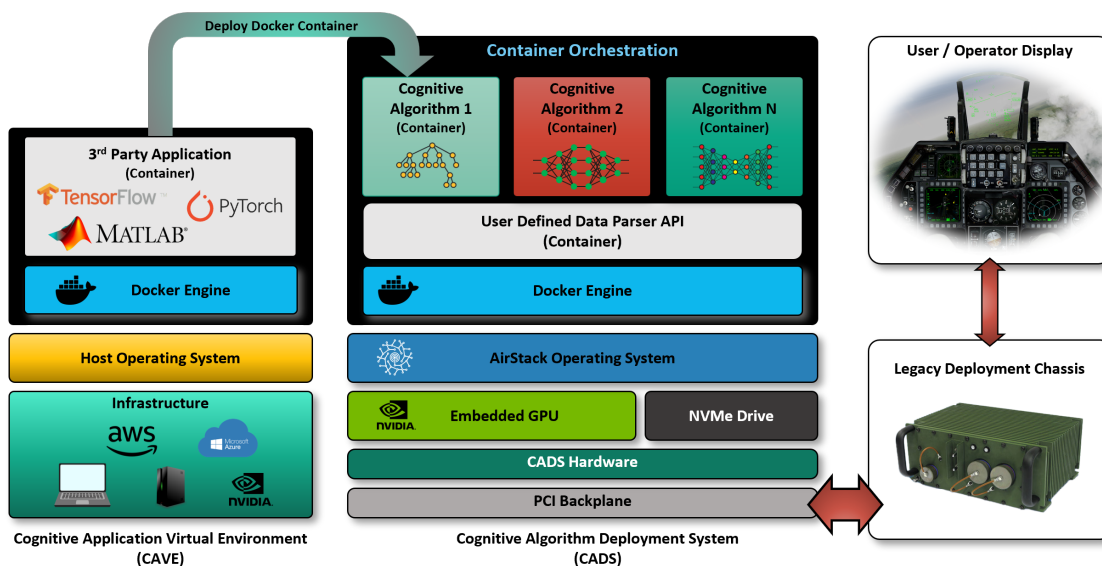 Deploy Docker Container
3rd Party Application
(Container)
TensorFlow™
PyTorch
MATLAB®
Docker Engine
Host Operating System
Infrastructure
aws
Microsoft
Azure
NVIDIA.
Cognitive Application Virtual Environment
(CAVE)
Container Orchestration
Cognitive
Algorithm 1
(Container)
Cognitive
Algorithm 2
(Container)
Cognitive
Algorithm N
(Container)
User Defined Data Parser API
(Container)
Docker Engine
AirStack Operating System
NVIDIA.
Embedded GPU
NVMe Drive
CADS Hardware
PCI Backplane
Cognitive Algorithm Deployment System
(CADS)
User / Operator Display
Legacy Deployment Chassis